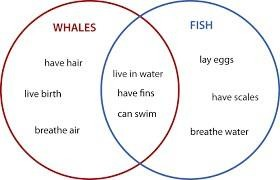 WHALES
have hair
live birth
breathe air
live in water
have fins
can swim
FISH
lay eggs
have scales
breathe water